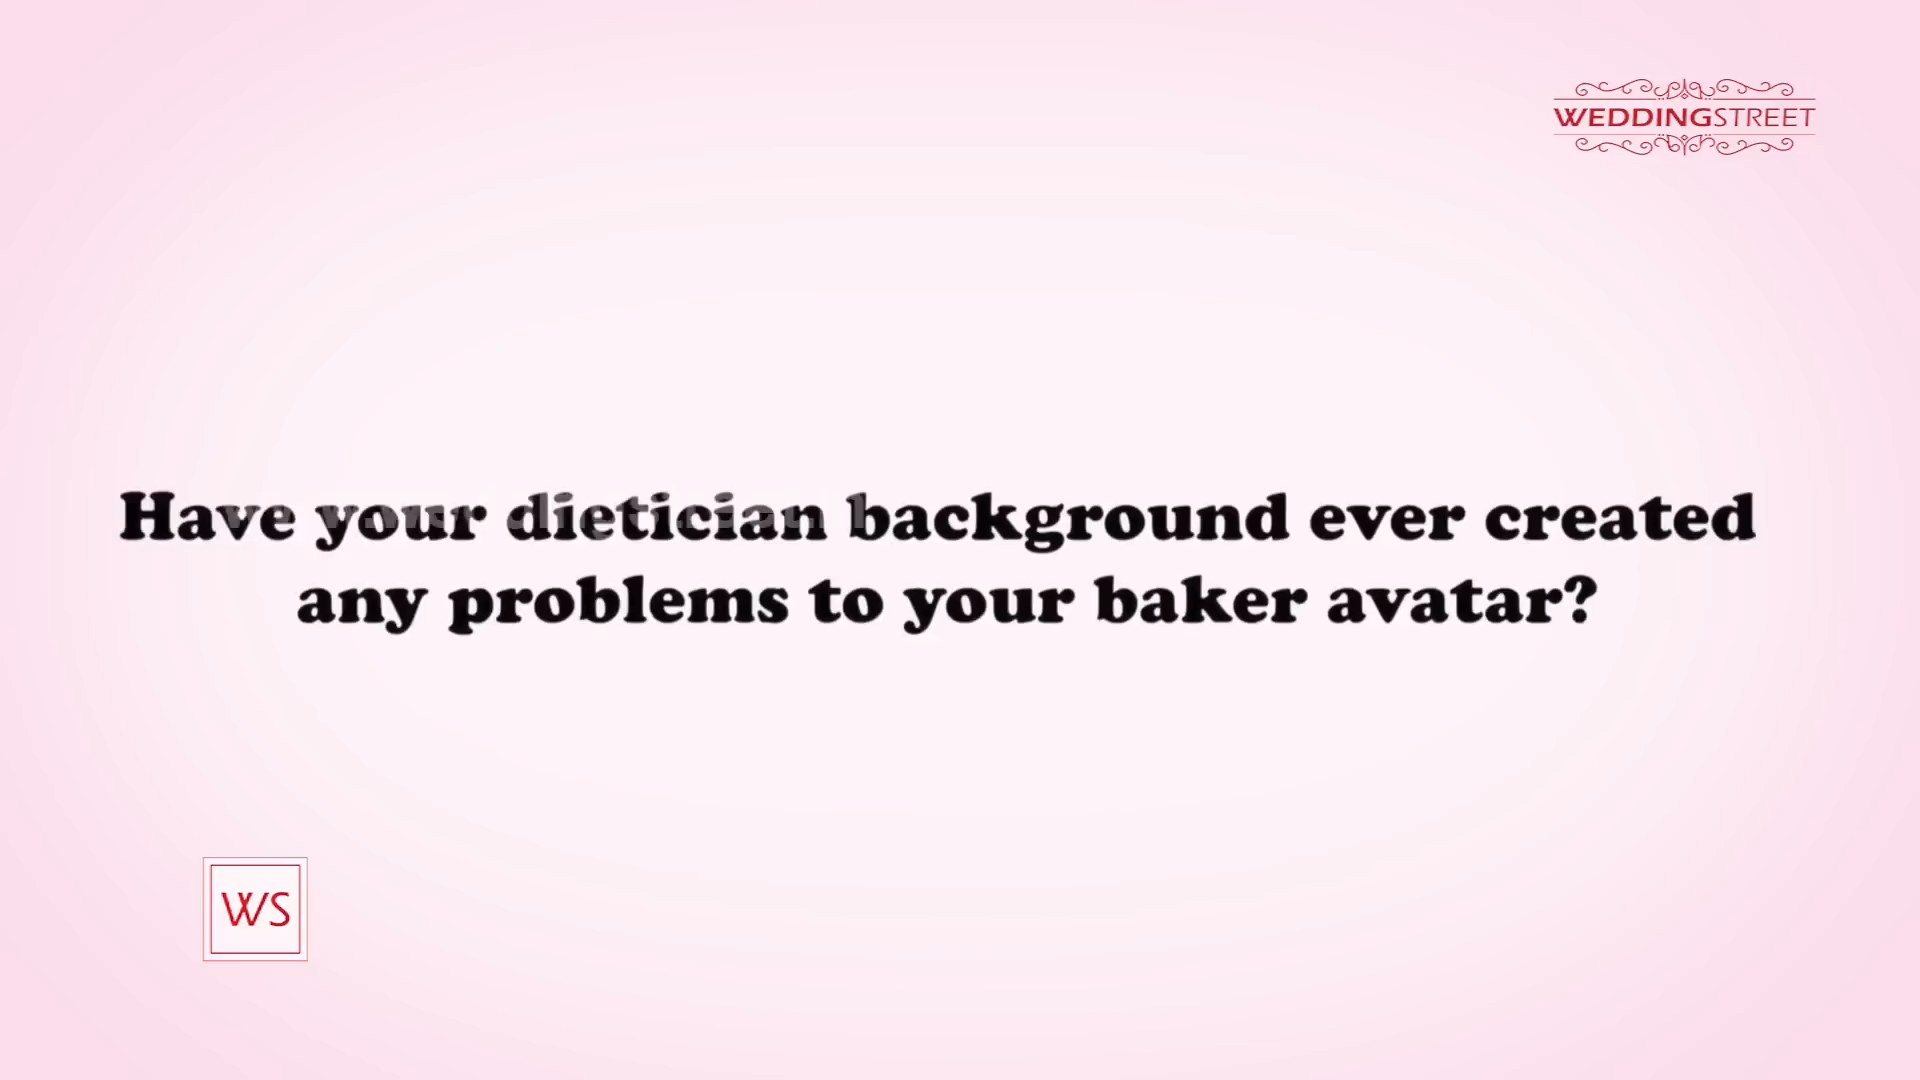 WEDDINGSTREET
Have your dietician background ever created
any problems to your baker avatar?
WS